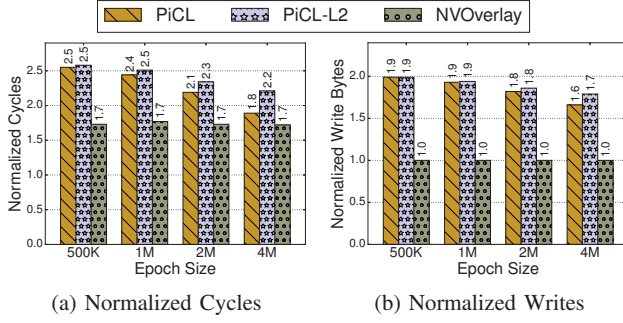 PiCL PiCL-L2 NVOverlay
Normalized Cycles
2.5
2.0
1.5
1.0
0.5
0.0
2.5 2.5 1.7 2.4 2.5 1.7 2.1 2.3 1.7 1.8 2.2 1.7
500K 1M 2M 4M
Epoch Size
(a) Normalized Cycles
Normalized Write Bytes
2.0
1.5
1.0
0.5
0.0
1.9 1.9 1.0 1.9 1.9 1.0 1.8 1.8 1.0 1.6 1.7 1.0
500K 1M 2M 4M
Epoch Size
(b) Normalized Writes